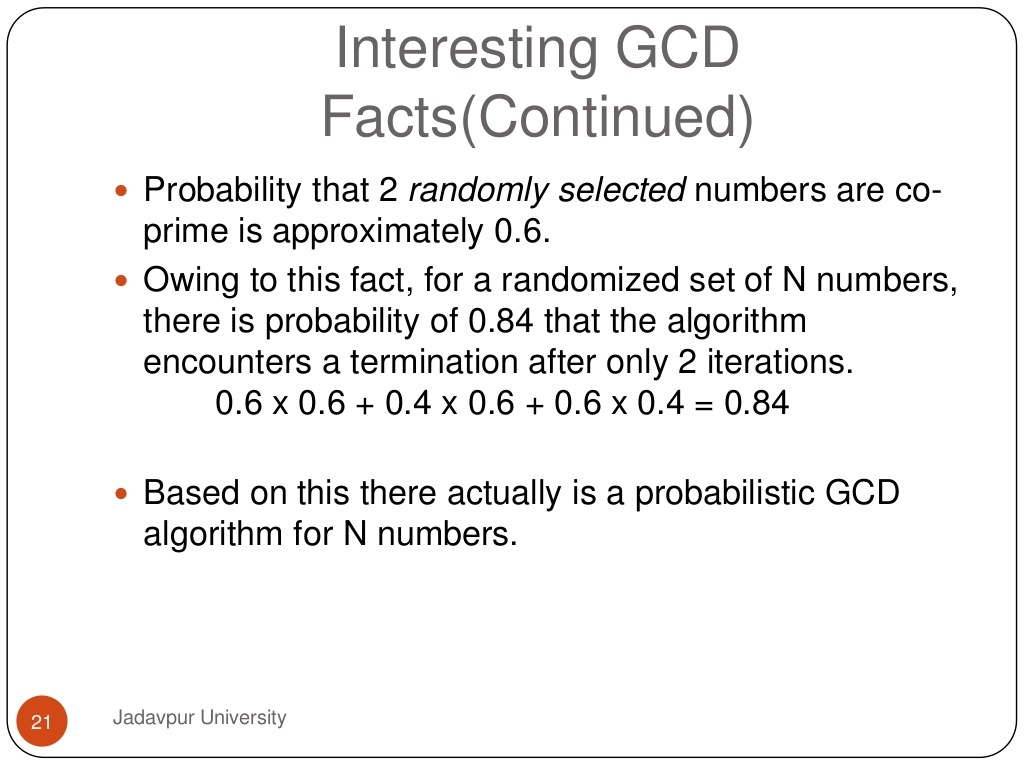 Interesting GCD
Facts(Continued)
• Probability that 2 randomly selected numbers are co-
prime is approximately 0.6.
• Owing to this fact, for a randomized set of N numbers,
there is probability of 0.84 that the algorithm
encounters a termination after only 2 iterations.
0.6 x 0.6 + 0.4 x 0.6 + 0.6 x 0.4 = 0.84
• Based on this there actually is a probabilistic GCD
algorithm for N numbers.
21 Jadavpur University